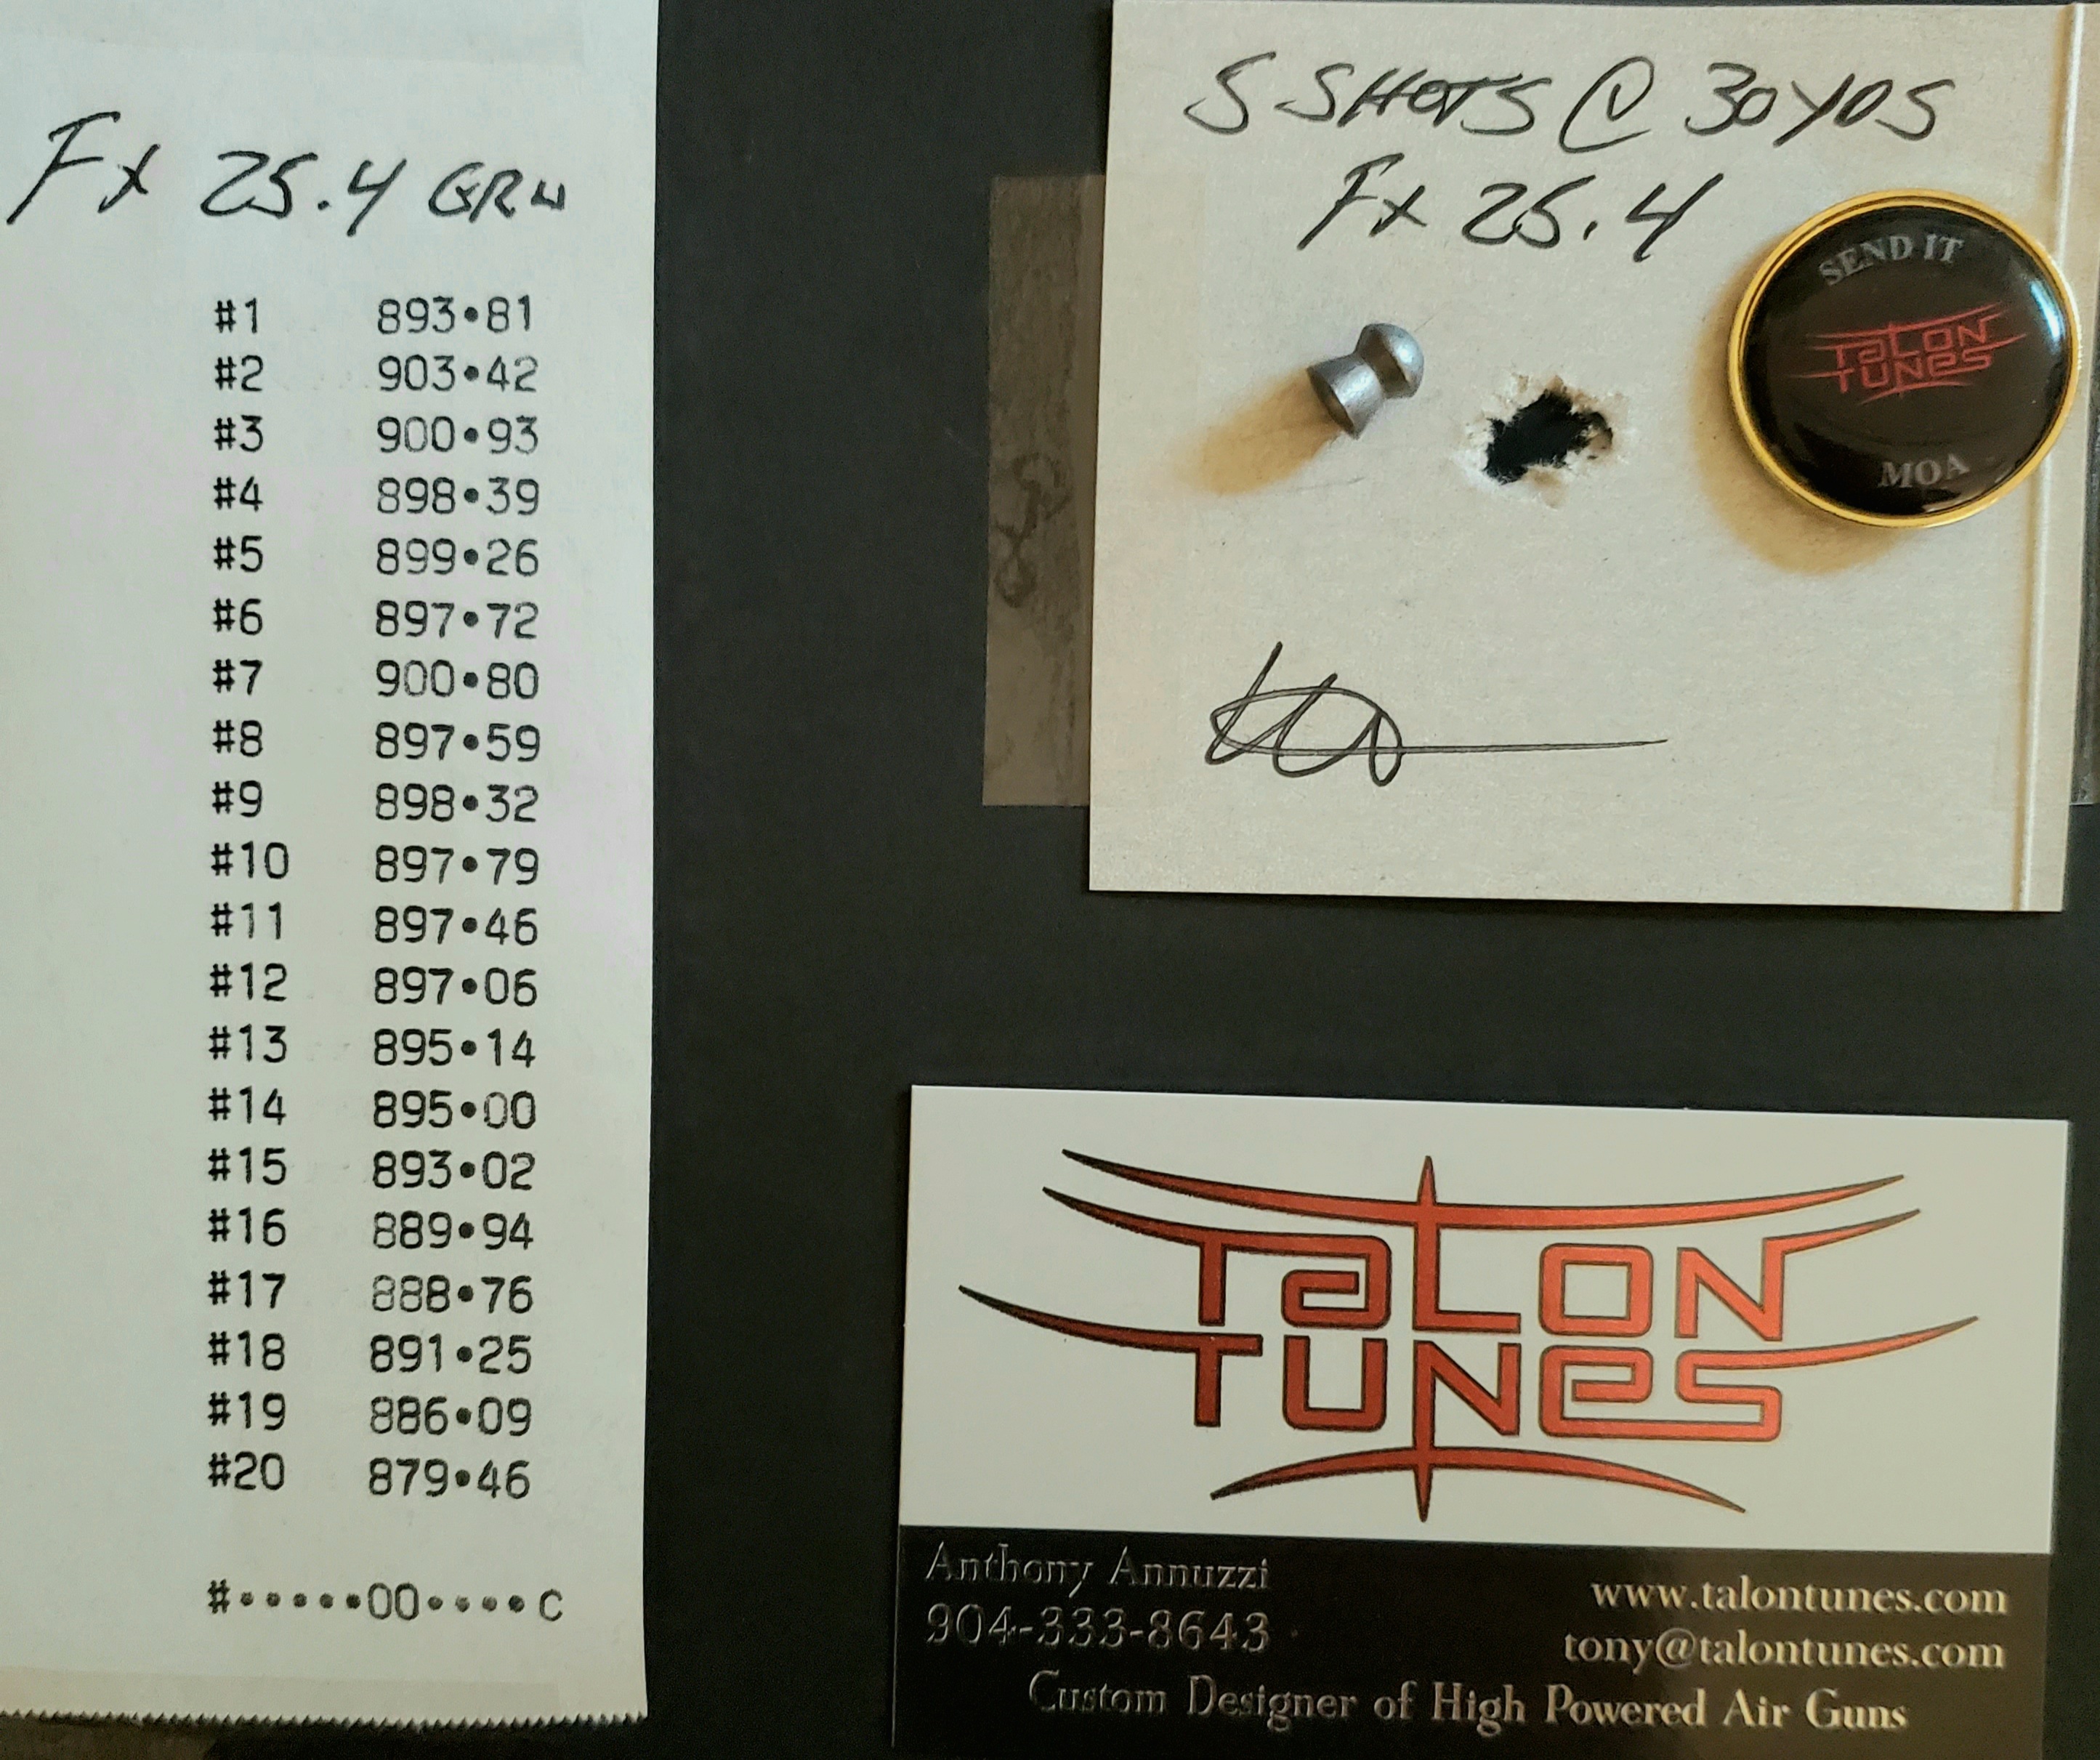 Fx 25.4 GRN
#1 893.81
#2 903.42
#3 900.93
#4 898.39
#5 899.26
#6 897.72
#7 900.80
#8 897.59
#9 898.32
#10 897.79
#11 897.46
#12 897.06
#13 895.14
#14 895.00
#15 893.02
#16 889.94
#17 888.76
#18 891.25
#19 886.09
#20 879.46
#•••••00••••C
5 SHOTS @ 30 YDS
Fx 25.4
SEND IT
TALON
TUNES
MOA
TALON
TUNES
Anthony Annuzzi
904-333-8643
www.talontunes.com
tony@talontunes.com
Custom Designer of High Powered Air Guns